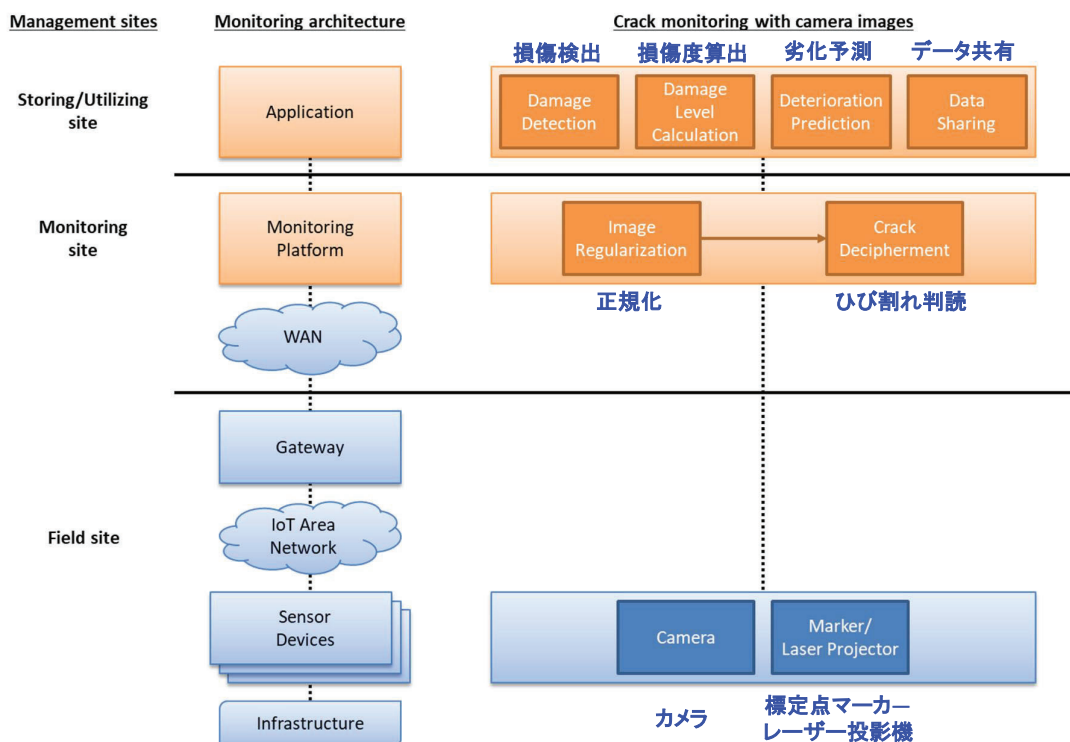 Management sites
Monitoring architecture
Crack monitoring with camera images
損傷検出
損傷度算出
劣化予測
データ共有
Storing/Utilizing
site
Application
Damage
Detection
Damage
Level
Calculation
Deterioration
Prediction
Data
Sharing
Monitoring
site
Monitoring
Platform
Image
Regularization
Crack
Decipherment
正規化
ひび割れ判読
WAN
Gateway
Field site
IoT Area
Network
Sensor
Devices
Camera
Marker/
Laser Projector
Infrastructure
カメラ
標定点マーカー
レーザー投影機